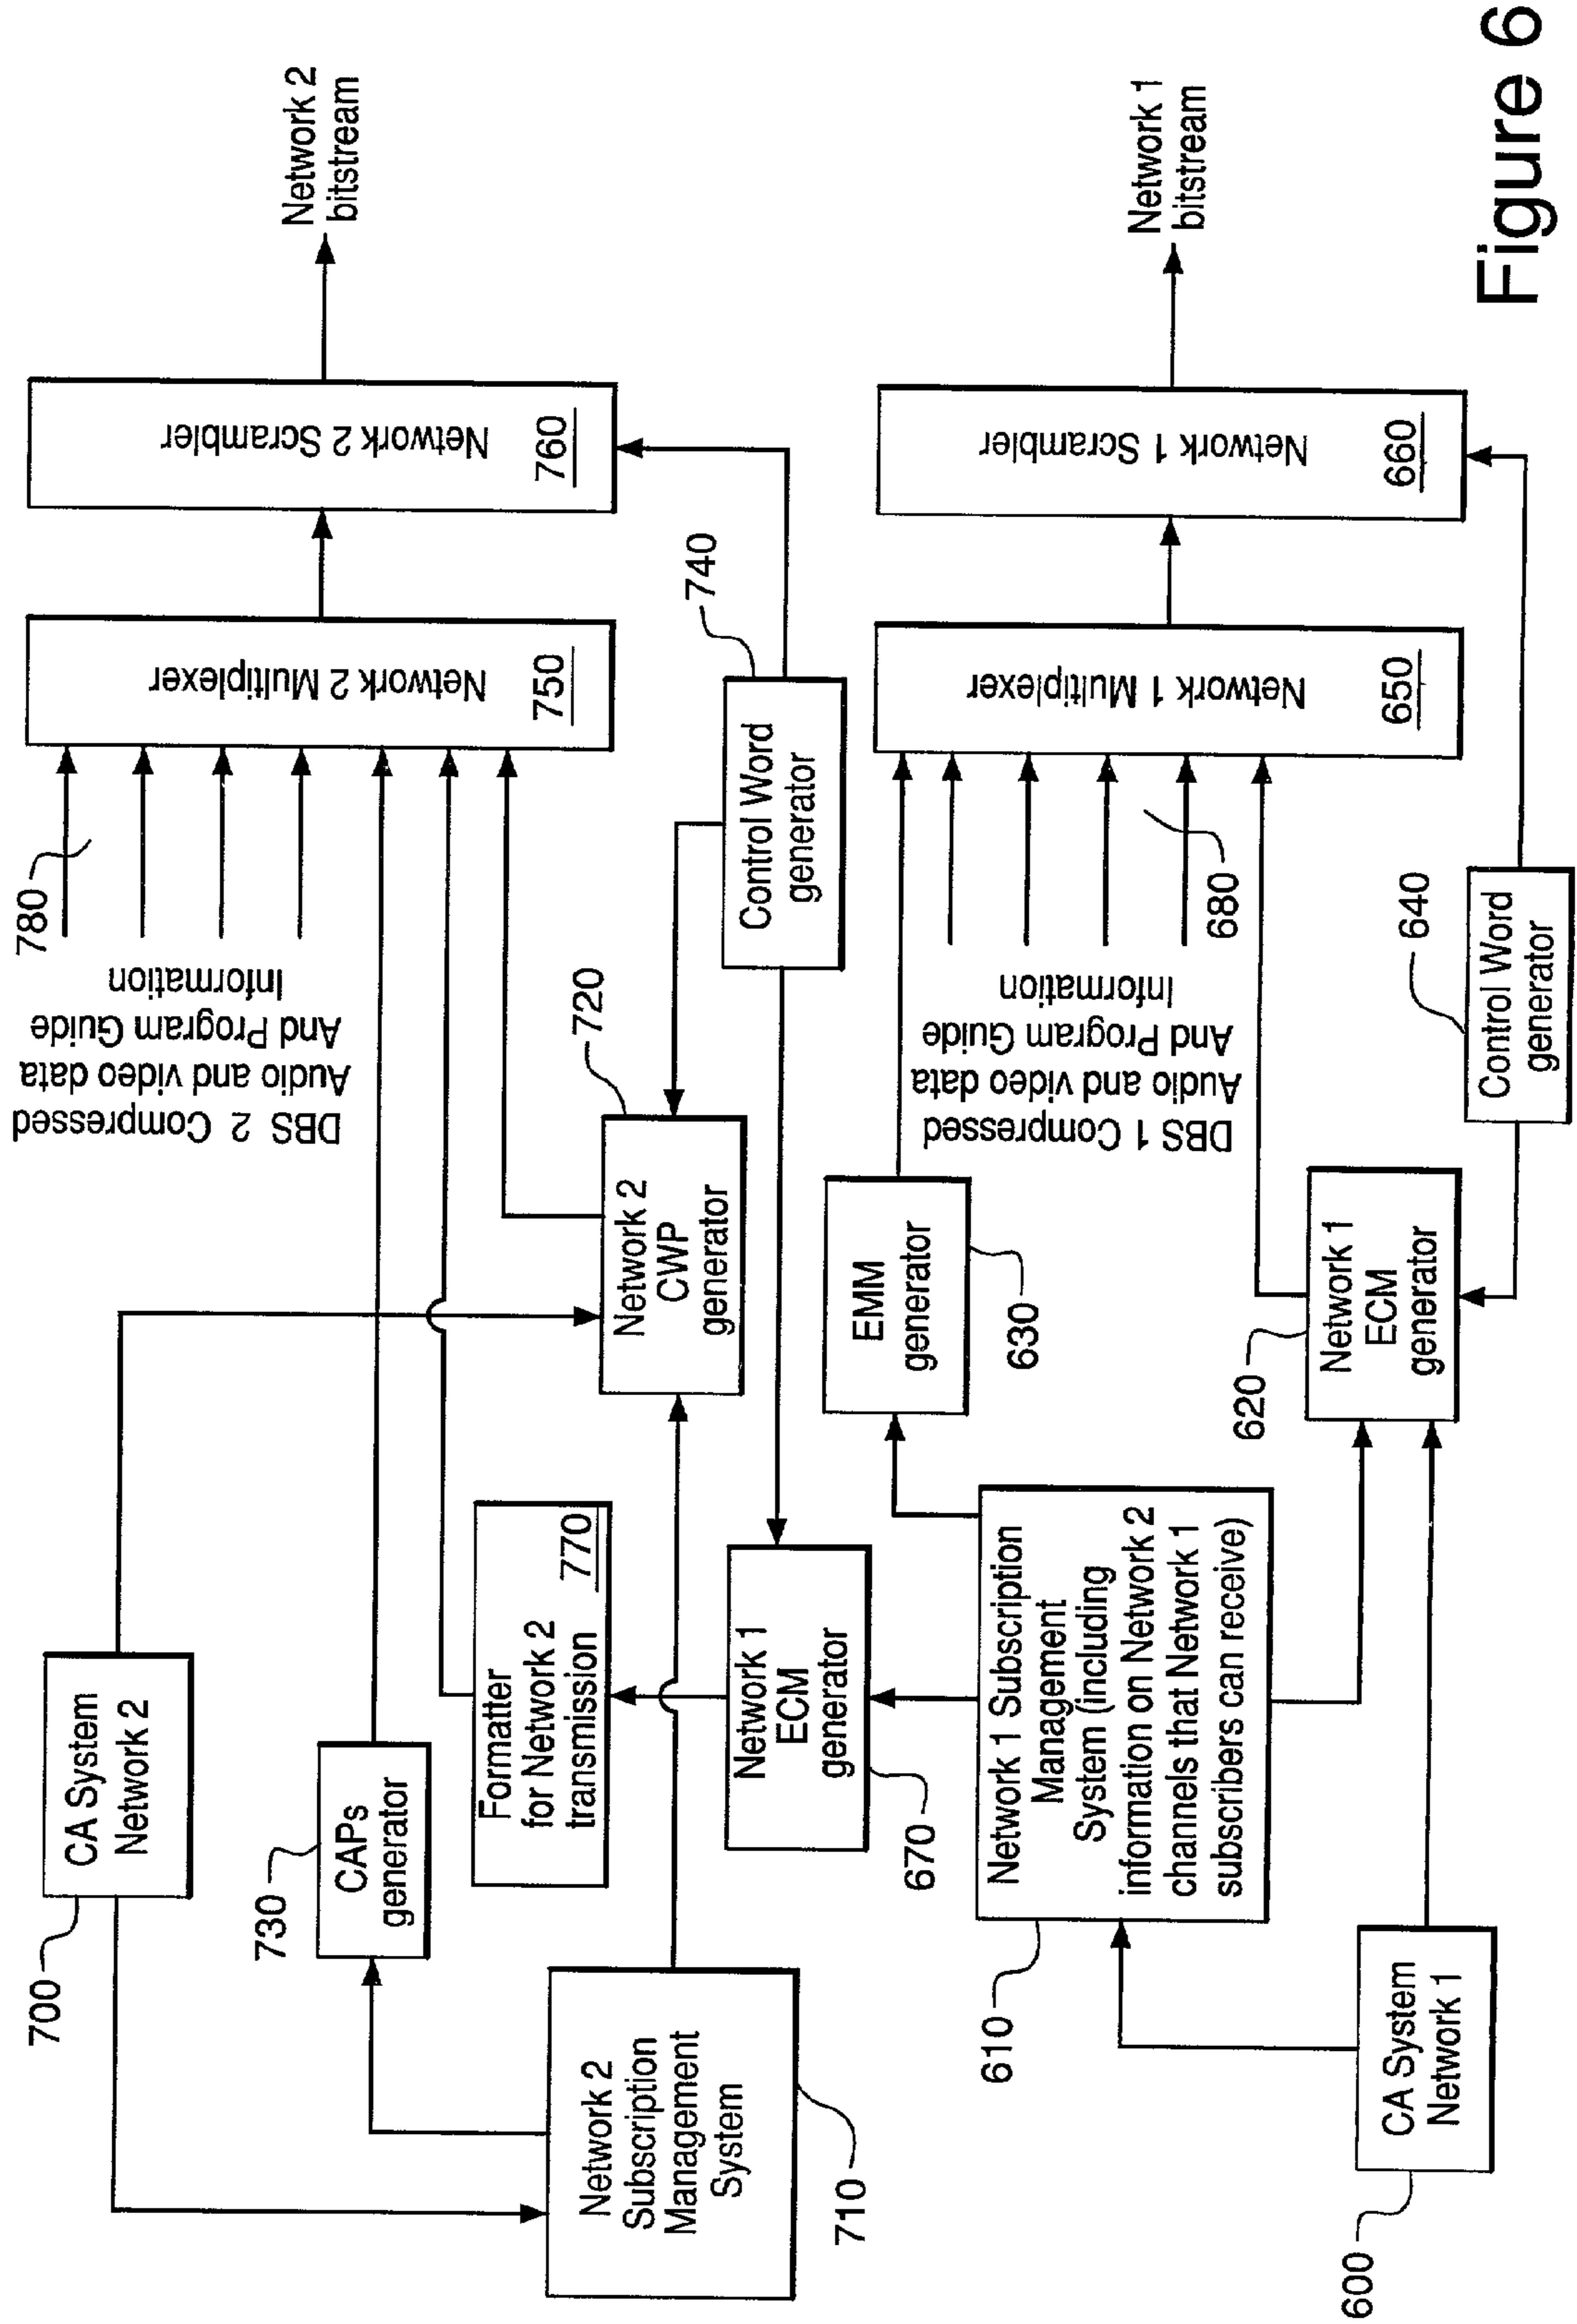 700
CA System
Network 2
780
DBS 2 Compressed
Audio and video data
And Program Guide
Information
Network 2 Multiplexer
750
Network 2 Scrambler
760
Network 2
bitstream
730
CAPs
generator
Formatter
for Network 2
transmission
770
720
Network 2
CWP
generator
740
Control Word
generator
Network 2
Subscription
Management
System
710
Network 1
ECM
generator
670
EMM
generator
630
DBS 1 Compressed
Audio and video data
And Program Guide
Information
680
Network 1 Multiplexer
650
Network 1 Scrambler
660
Network 1
bitstream
610
Network 1 Subscription
Management
System (including
information on Network 2
channels that Network 1
subscribers can receive)
620
Network 1
ECM
generator
640
Control Word
generator
600
CA System
Network 1
Figure 6